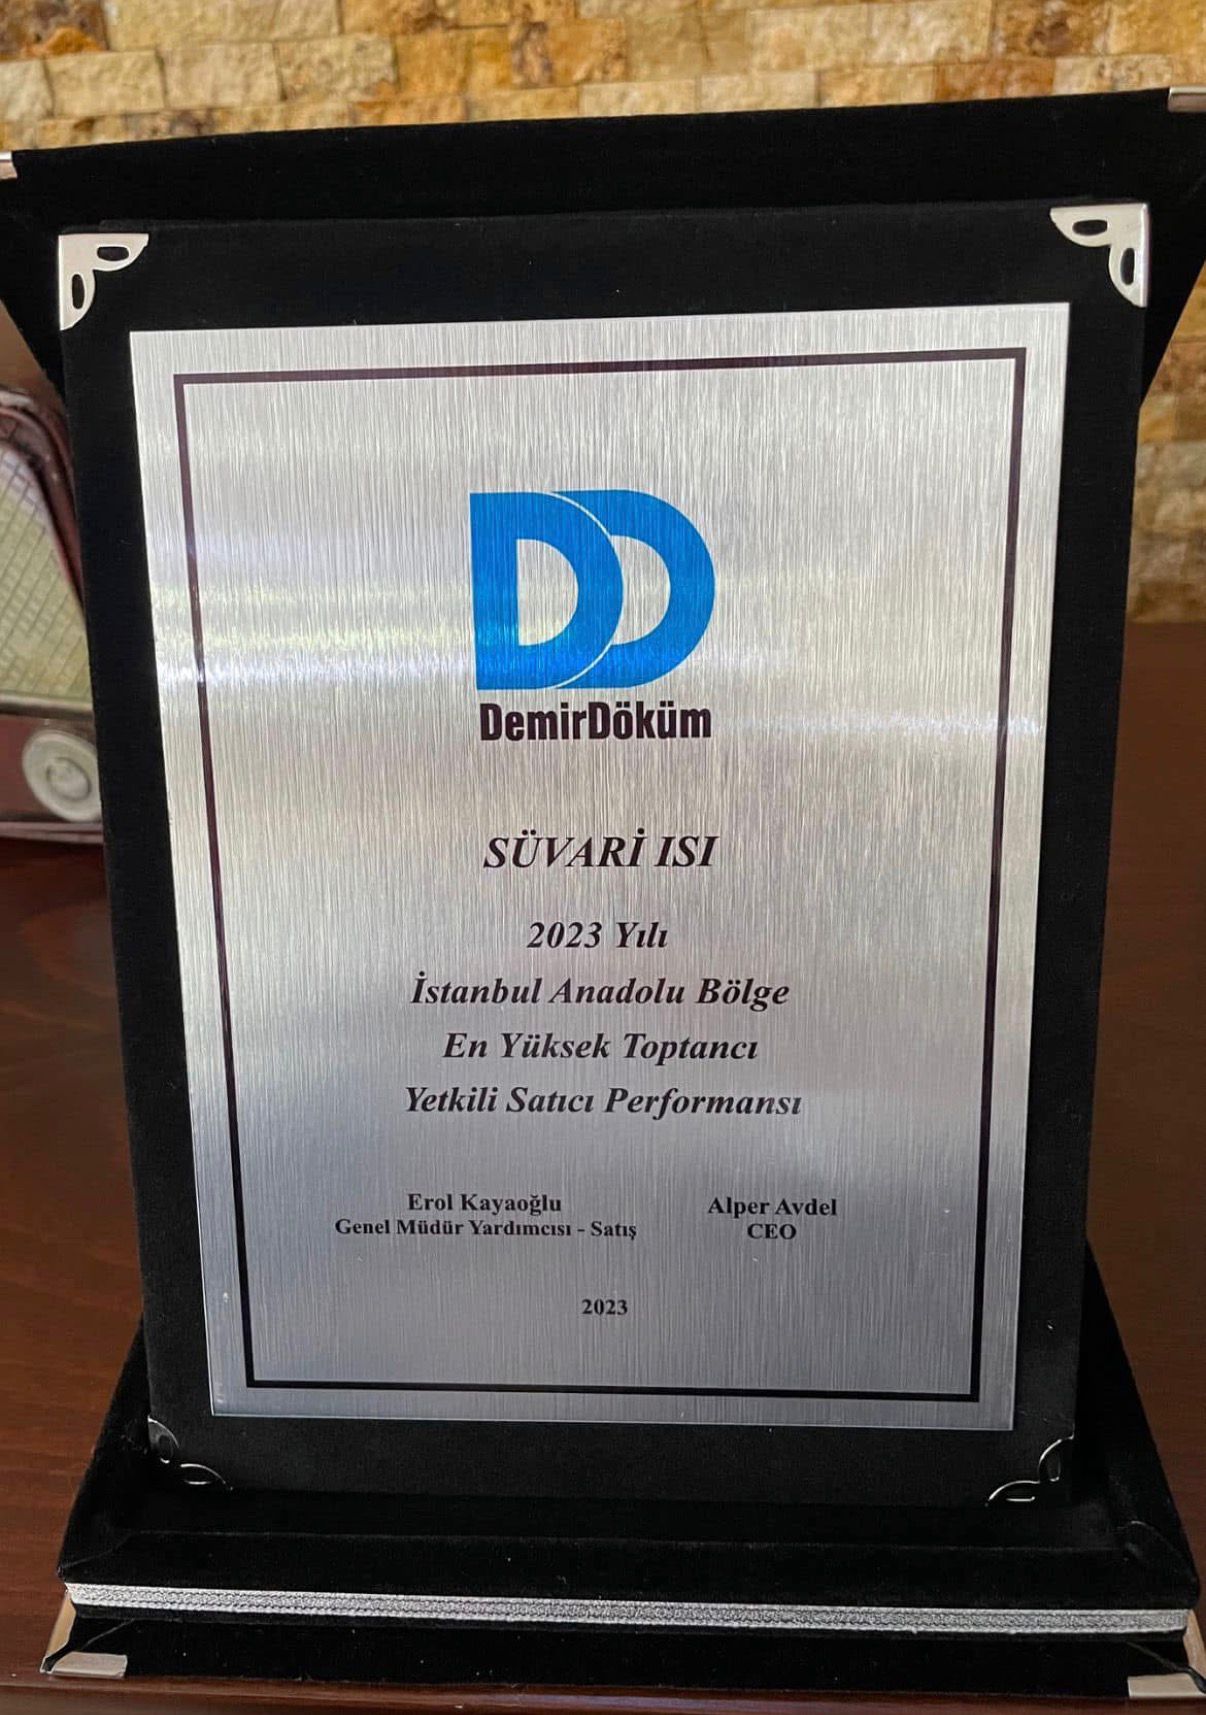 DemirDöküm
SÜVARİ ISI
2023 Yılı
İstanbul Anadolu Bölge
En Yüksek Toptancı
Yetkili Satıcı Performansı
Erol Kayaoğlu
Genel Müdür Yardımcısı - Satış
Alper Avdel
CEO
2023